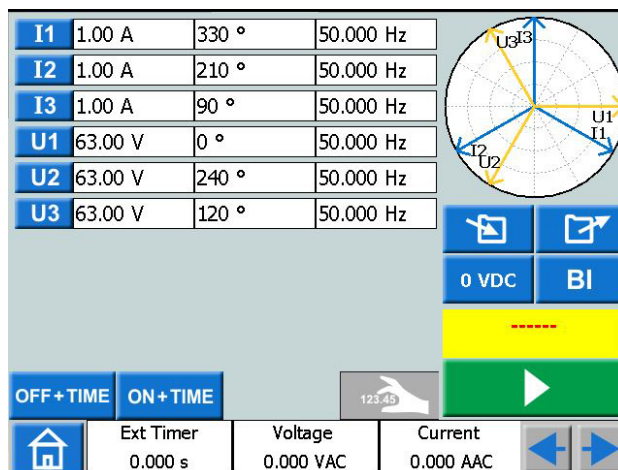 I1 1.00 A 330 ° 50.000 Hz
I2 1.00 A 210 ° 50.000 Hz
I3 1.00 A 90 ° 50.000 Hz
U1 63.00 V 0 ° 50.000 Hz
U2 63.00 V 240 ° 50.000 Hz
U3 63.00 V 120 ° 50.000 Hz
U3 I3
U1
I1
I2
U2
0 VDC BI
------
OFF+TIME ON+TIME 123.45
Ext Timer Voltage Current
0.000 s 0.000 VAC 0.000 AAC